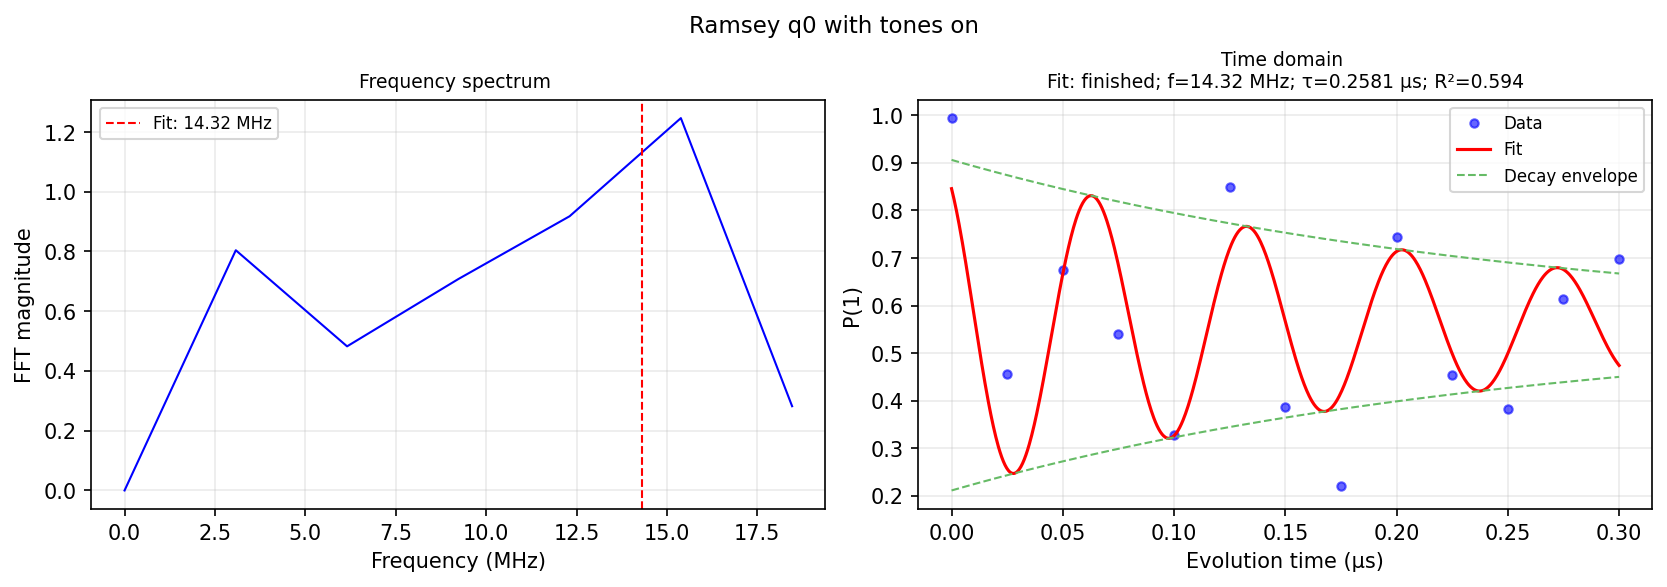 Ramsey q0 with tones on
Frequency spectrum
Fit: 14.32 MHz
FFT magnitude
1.2
1.0
0.8
0.6
0.4
0.2
0.0
0.0 2.5 5.0 7.5 10.0 12.5 15.0 17.5
Frequency (MHz)
Time domain
Fit: finished; f=14.32 MHz; τ=0.2581 μs; R²=0.594
Data
Fit
Decay envelope
P(1)
1.0
0.9
0.8
0.7
0.6
0.5
0.4
0.3
0.2
0.00 0.05 0.10 0.15 0.20 0.25 0.30
Evolution time (μs)